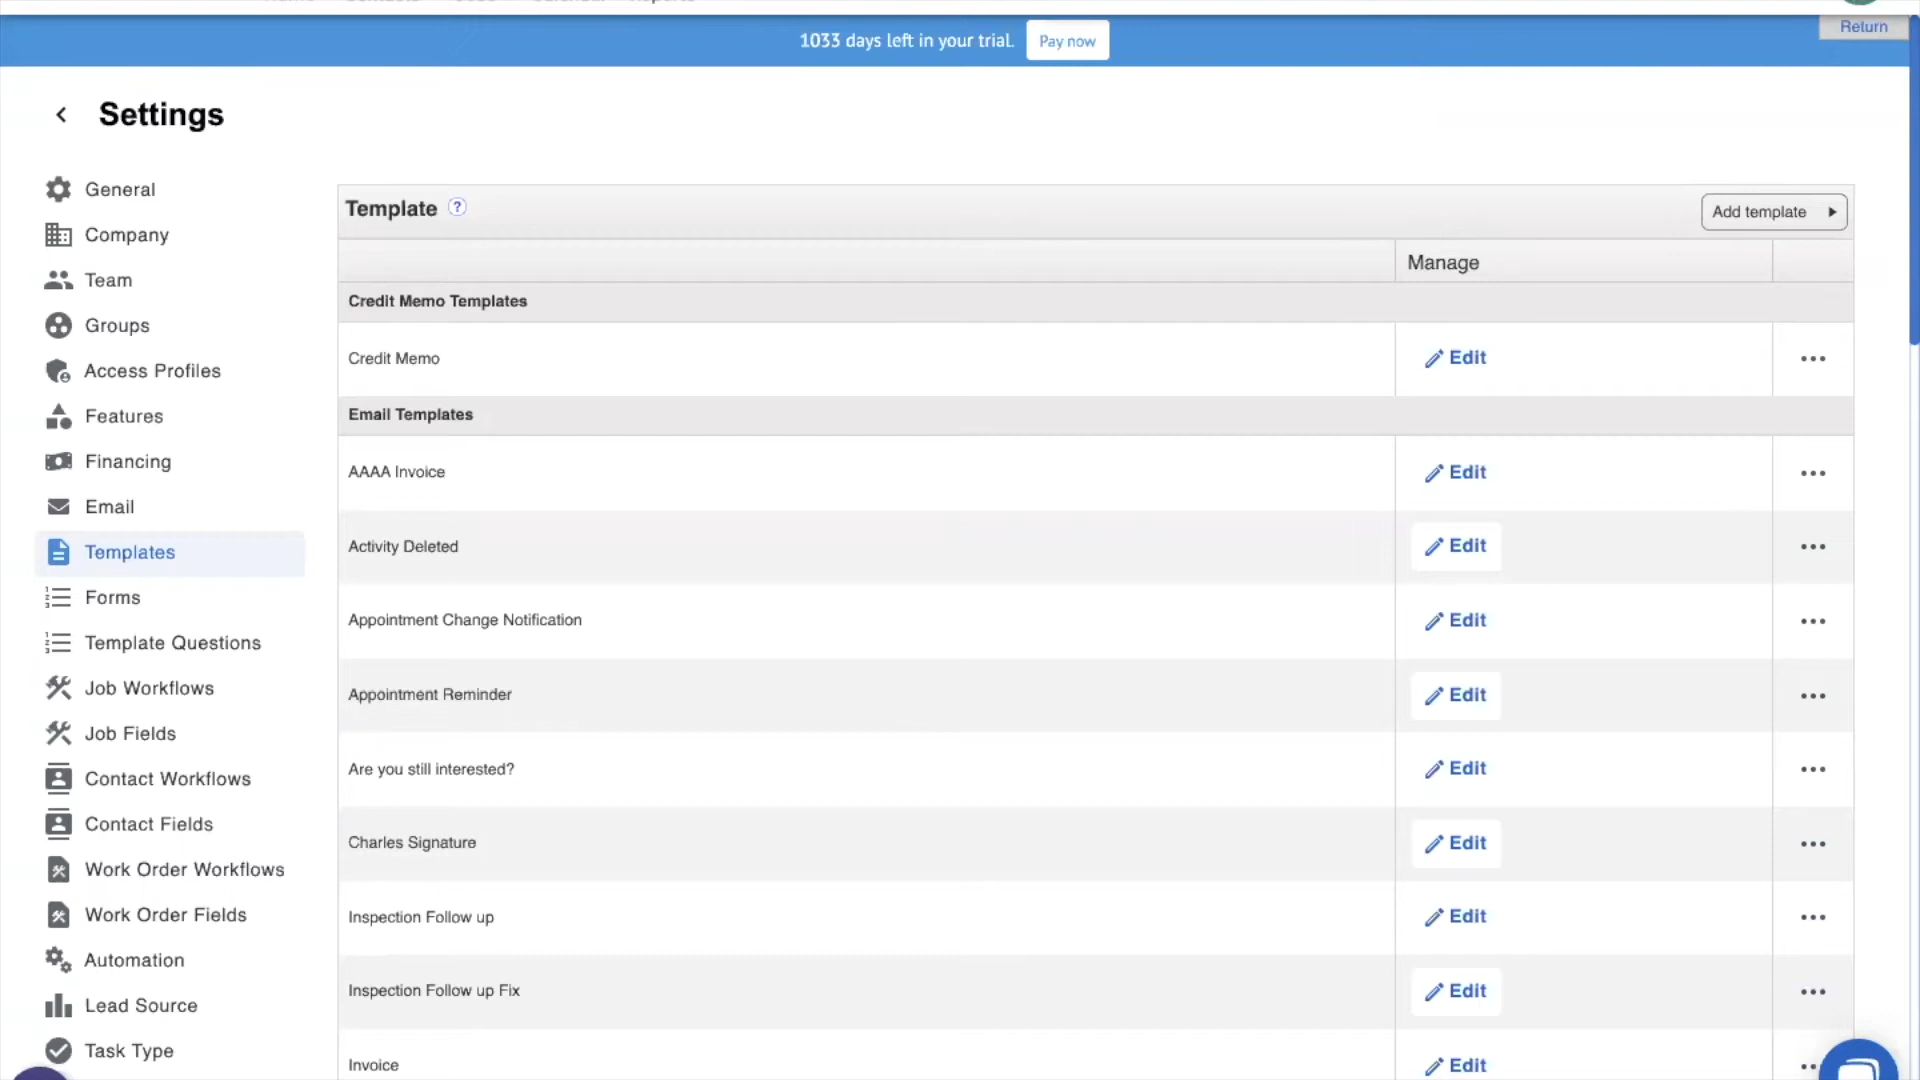 1033 days left in your trial. Pay now
Return
Settings
General
Company
Team
Groups
Access Profiles
Features
Financing
Email
Templates
Forms
Template Questions
Job Workflows
Job Fields
Contact Workflows
Contact Fields
Work Order Workflows
Work Order Fields
Automation
Lead Source
Task Type
Template ? Add template
Manage
Credit Memo Templates
Credit Memo Edit
Email Templates
AAAA Invoice Edit
Activity Deleted Edit
Appointment Change Notification Edit
Appointment Reminder Edit
Are you still interested? Edit
Charles Signature Edit
Inspection Follow up Edit
Inspection Follow up Fix Edit
Invoice Edit